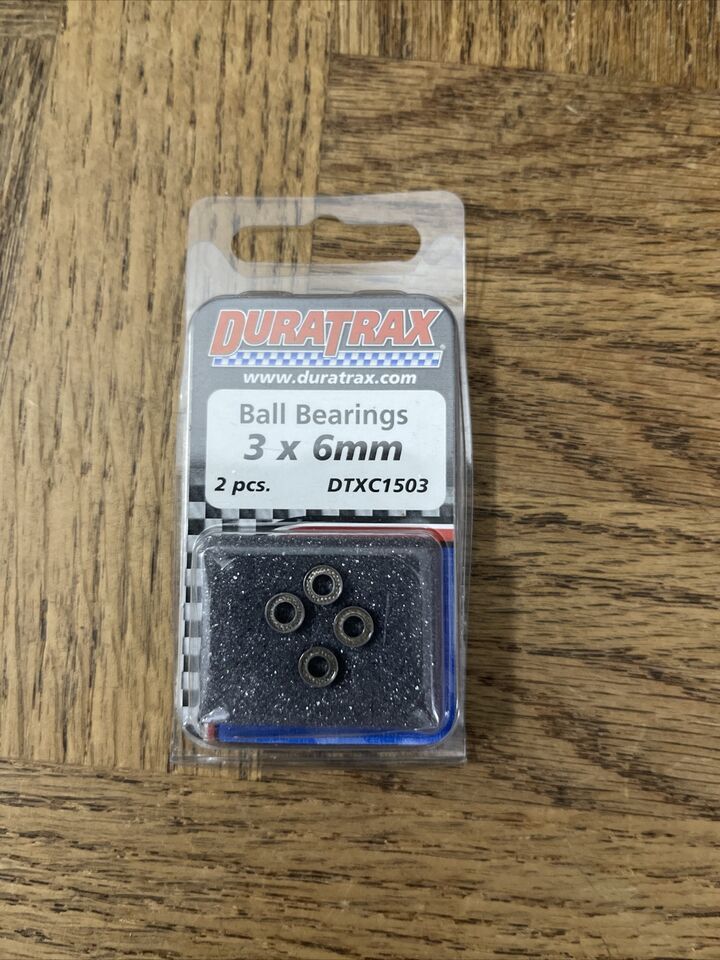 DURATRAX®
www.duratrax.com
Ball Bearings
3 x 6mm
2 pcs. DTXC1503